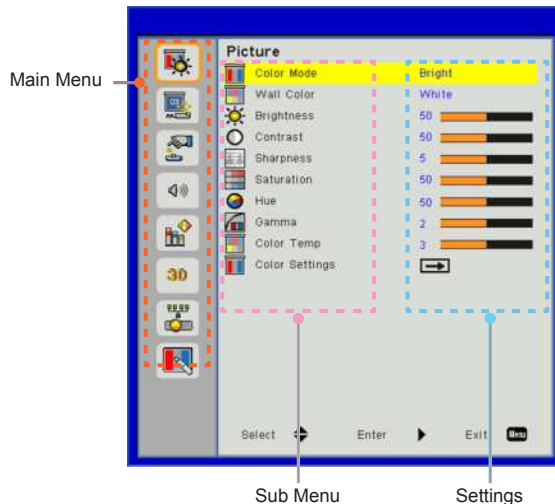 Main Menu
Picture
Color Mode Bright
Wall Color White
Brightness 50
Contrast 50
Sharpness 5
Saturation 50
Hue 50
Gamma 2
Color Temp 3
Color Settings
3D
Select Enter Exit Menu
Sub Menu Settings